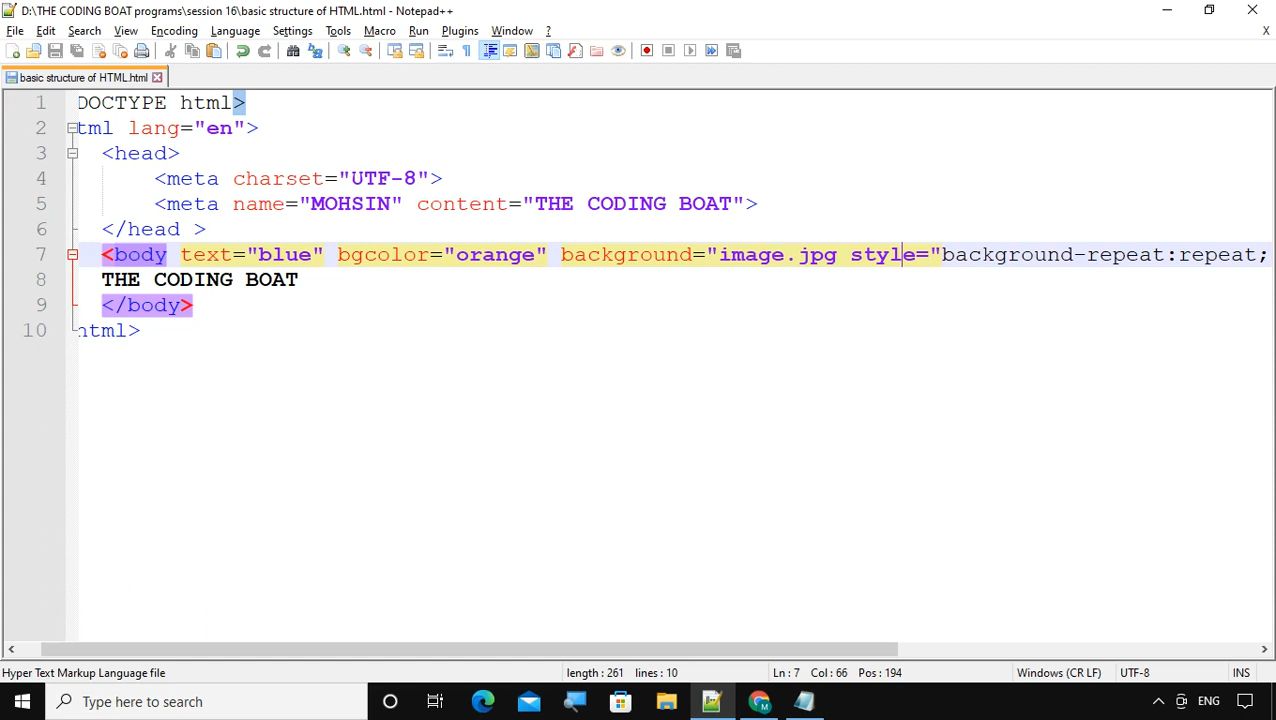 D:\THE CODING BOAT programs\session 16\basic structure of HTML.html - Notepad++
File Edit Search View Encoding Language Settings Tools Macro Run Plugins Window ? X
basic structure of HTML.html
1 DOCTYPE html>
2 tml lang="en">
3 <head>
4 <meta charset="UTF-8">
5 <meta name="MOHSIN" content="THE CODING BOAT">
6 </head >
7 <body text="blue" bgcolor="orange" background="image.jpg style="background-repeat:repeat;
8 THE CODING BOAT
9 </body>
10 html>
Hyper Text Markup Language file length : 261 lines : 10 Ln : 7 Col : 66 Pos : 194 Windows (CR LF) UTF-8 INS
Type here to search ENG